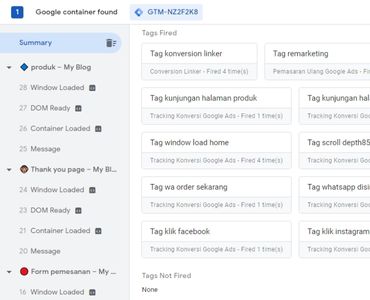 1 Google container found GTM-NZ2F2K8
Summary
produk – My Blog
28 Window Loaded
27 DOM Ready
26 Container Loaded
25 Message
Thank you page – My Bl...
24 Window Loaded
23 DOM Ready
21 Container Loaded
20 Message
Form pemesanan – My ...
16 Window Loaded
Tags Fired
Tag konversion linker
Conversion Linker - Fired 4 time(s)
Tag remarketing
Pemasaran Ulang Google Ads - Fi
Tag kunjungan halaman produk
Tracking Konversi Google Ads - Fired 1 time(s)
Tag kunjungan hal
Tracking Konversi Goo
Tag window load home
Tracking Konversi Google Ads - Fired 4 time(s)
Tag scroll depth85
Tracking Konversi Goo
Tag wa order sekarang
Tracking Konversi Google Ads - Fired 1 time(s)
Tag whatsapp disi
Tracking Konversi Goo
Tag klik facebook
Tracking Konversi Google Ads - Fired 1 time(s)
Tag klik instagram
Tracking Konversi Goo
Tags Not Fired
None